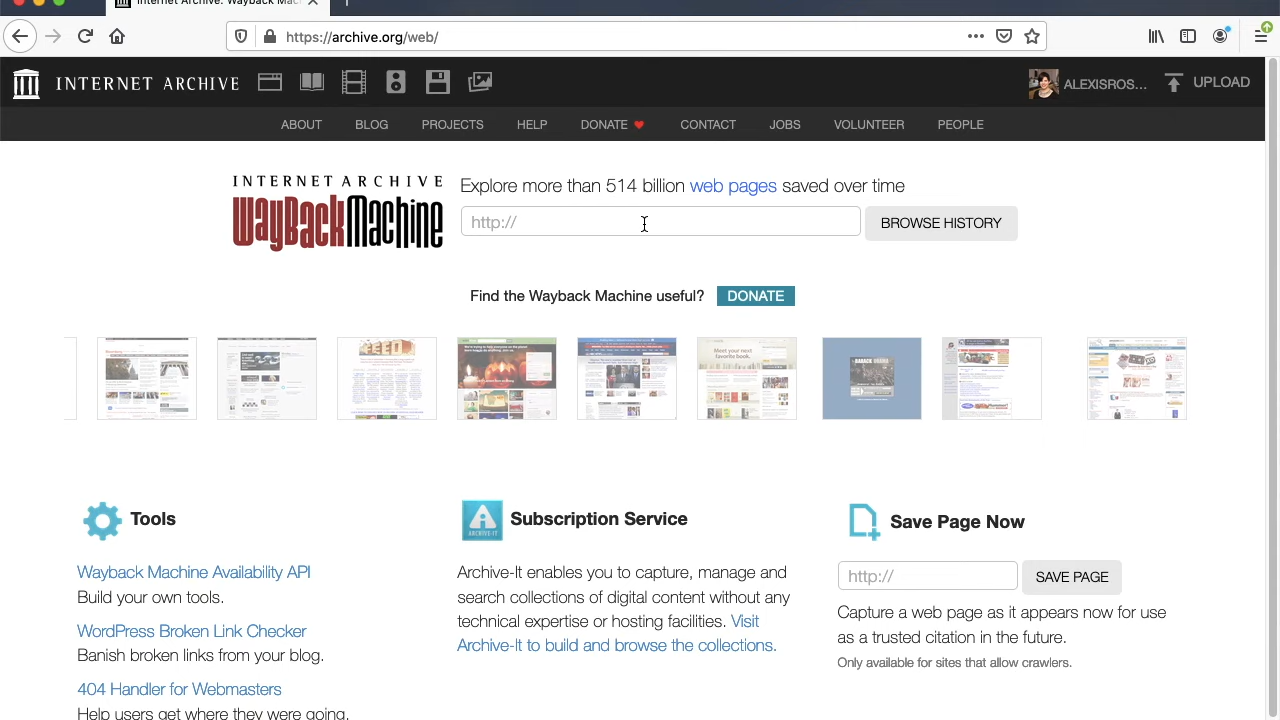 Internet Archive: Wayback Mac
https://archive.org/web/
INTERNET ARCHIVE
ALEXISROS...
UPLOAD
ABOUT
BLOG
PROJECTS
HELP
DONATE
CONTACT
JOBS
VOLUNTEER
PEOPLE
INTERNET ARCHIVE
WayBackMachine
Explore more than 514 billion web pages saved over time
http://
BROWSE HISTORY
Find the Wayback Machine useful?
DONATE
Tools
Wayback Machine Availability API
Build your own tools.
WordPress Broken Link Checker
Banish broken links from your blog.
404 Handler for Webmasters
Help users get where they were going.
Subscription Service
Archive-It enables you to capture, manage and
search collections of digital content without any
technical expertise or hosting facilities. Visit
Archive-It to build and browse the collections.
Save Page Now
http://
SAVE PAGE
Capture a web page as it appears now for use
as a trusted citation in the future.
Only available for sites that allow crawlers.